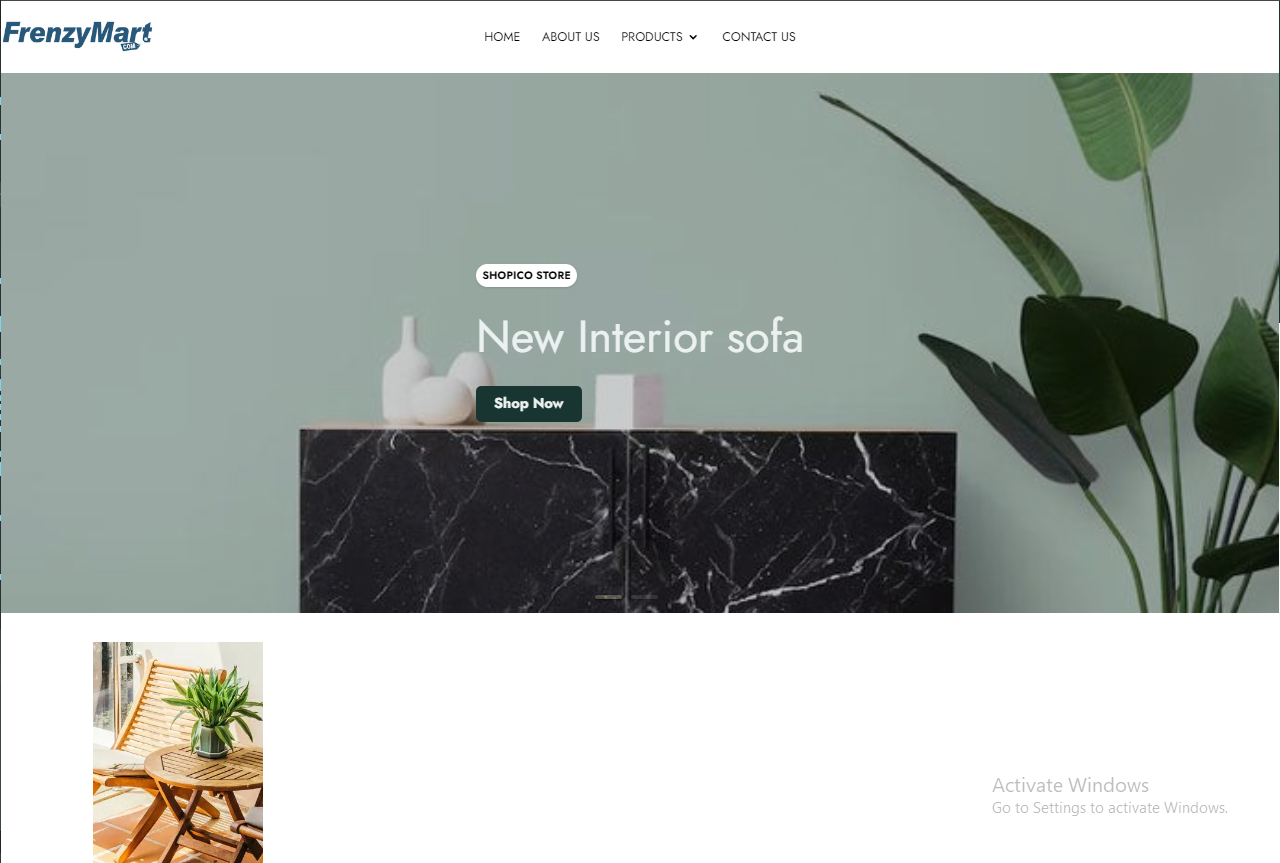 FrenzyMart
.COM
HOME
ABOUT US
PRODUCTS
CONTACT US
SHOPICO STORE
New Interior sofa
Shop Now
Activate Windows
Go to Settings to activate Windows.